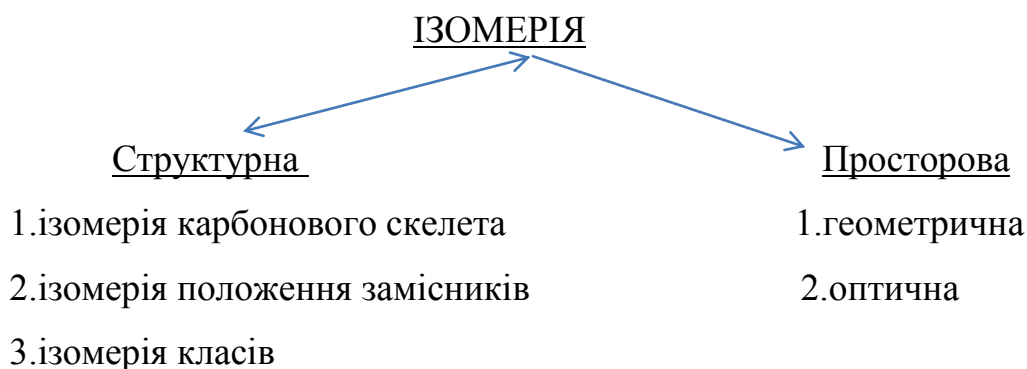 ІЗОМЕРІЯ
Структурна Просторова
1.ізомерія карбонового скелета 1.геометрична
2.ізомерія положення замісників 2.оптична
3.ізомерія класів